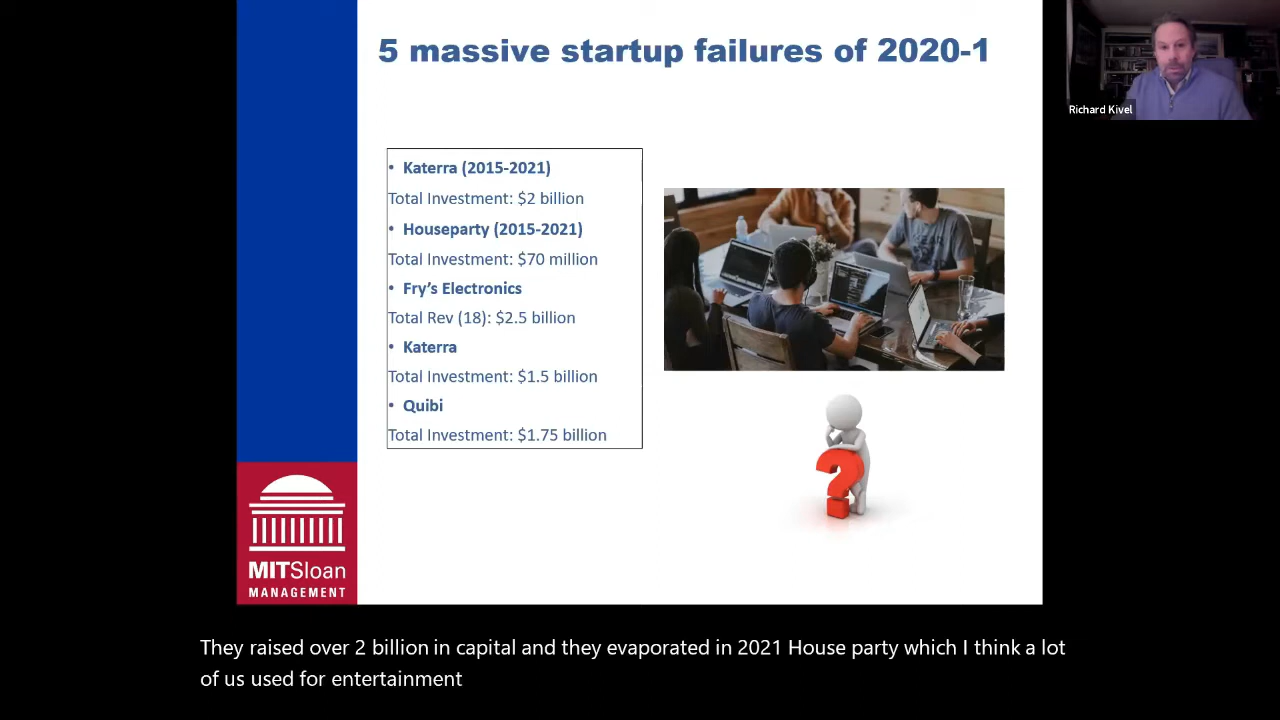 5 massive startup failures of 2020-1
Richard Kivel
• Katerra (2015-2021)
Total Investment: $2 billion
• Houseparty (2015-2021)
Total Investment: $70 million
• Fry's Electronics
Total Rev (18): $2.5 billion
• Katerra
Total Investment: $1.5 billion
• Quibi
Total Investment: $1.75 billion
MITSloan
MANAGEMENT
They raised over 2 billion in capital and they evaporated in 2021 House party which I think a lot
of us used for entertainment